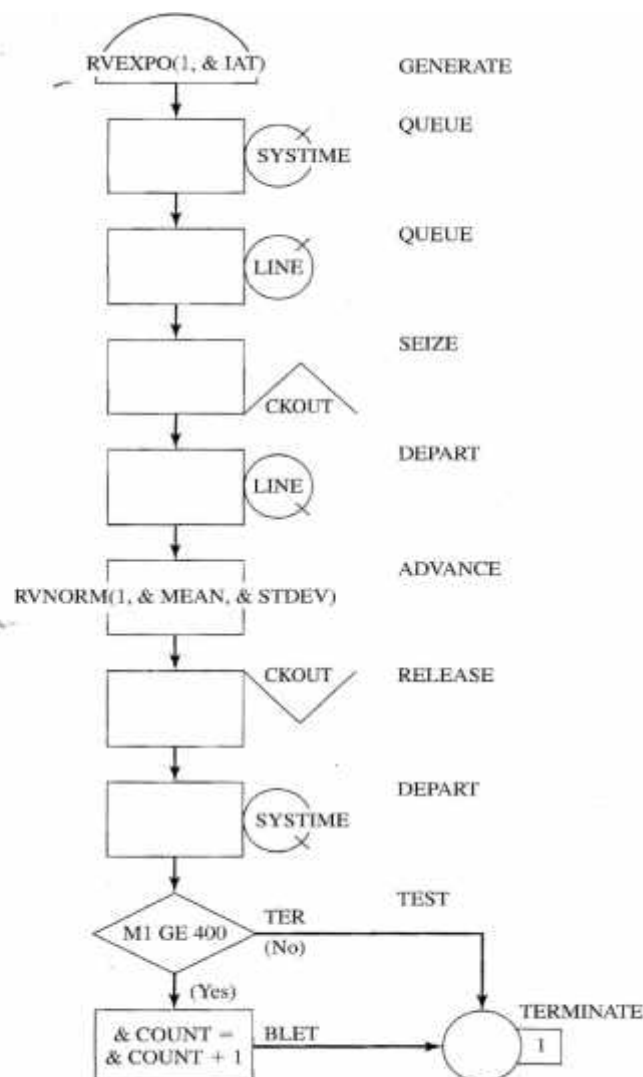 RVEXPO(1, & IAT)
GENERATE
QUEUE
SYSTIME
QUEUE
LINE
SEIZE
CKOUT
DEPART
LINE
ADVANCE
RVNORM(1, & MEAN, & STDEV)
CKOUT
RELEASE
DEPART
SYSTIME
TEST
M1 GE 400
TER
(No)
(Yes)
TERMINATE
& COUNT =
& COUNT + 1
BLET
1